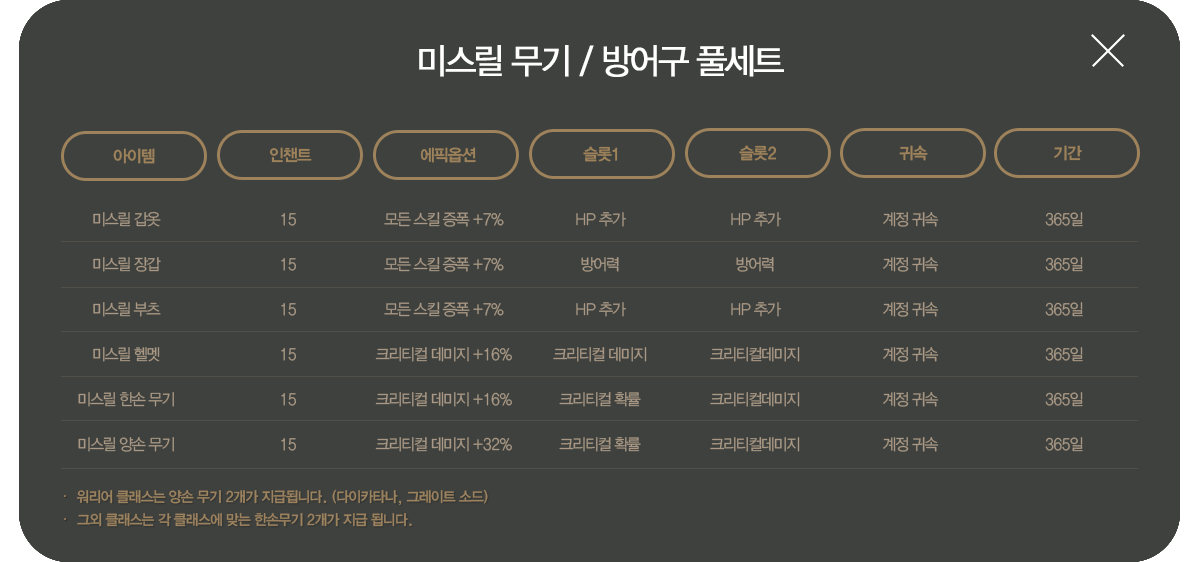 미스릴 무기 / 방어구 풀세트
아이템 인챈트 에픽옵션 슬롯1 슬롯2 귀속 기간
미스릴 갑옷 15 모든 스킬 증폭 +7% HP 추가 HP 추가 계정 귀속 365일
미스릴 장갑 15 모든 스킬 증폭 +7% 방어력 방어력 계정 귀속 365일
미스릴 부츠 15 모든 스킬 증폭 +7% HP 추가 HP 추가 계정 귀속 365일
미스릴 헬멧 15 크리티컬 데미지 +16% 크리티컬 데미지 크리티컬데미지 계정 귀속 365일
미스릴 한손 무기 15 크리티컬 데미지 +16% 크리티컬 확률 크리티컬데미지 계정 귀속 365일
미스릴 양손 무기 15 크리티컬 데미지 +32% 크리티컬 확률 크리티컬데미지 계정 귀속 365일
· 워리어 클래스는 양손 무기 2개가 지급됩니다. (다이카타나, 그레이트 소드)
· 그외 클래스는 각 클래스에 맞는 한손무기 2개가 지급 됩니다.